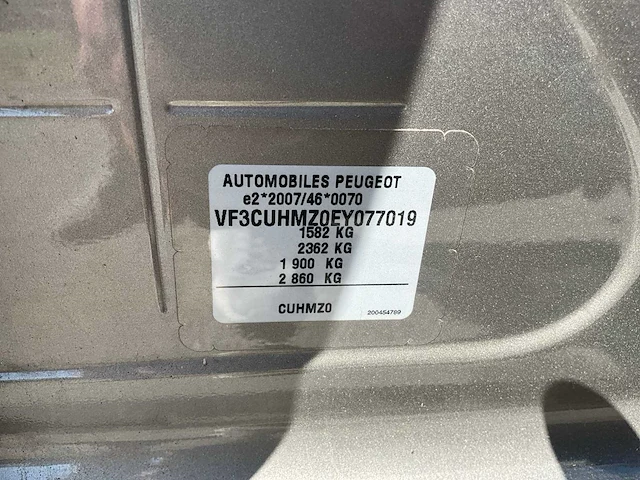 AUTOMOBILES PEUGEOT
e2*2007/46*0070
VF3CUHMZ0EY077019
1582 KG
2362 KG
1 900 KG
2 860 KG
CUHMZ0
200454789